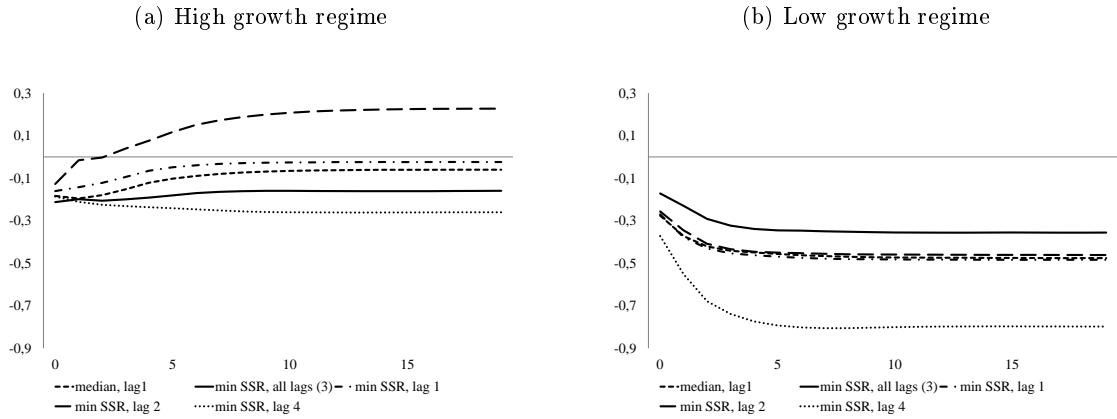 (a) High growth regime
0,3
0,1
-0,1
-0,3
-0,5
-0,7
-0,9
0 5 10 15
median, lag1 min SSR, all lags (3) min SSR, lag 1
min SSR, lag 2 min SSR, lag 4
(b) Low growth regime
0,3
0,1
-0,1
-0,3
-0,5
-0,7
-0,9
0 5 10 15
median, lag1 min SSR, all lags (3) min SSR, lag 1
min SSR, lag 2 min SSR, lag 4